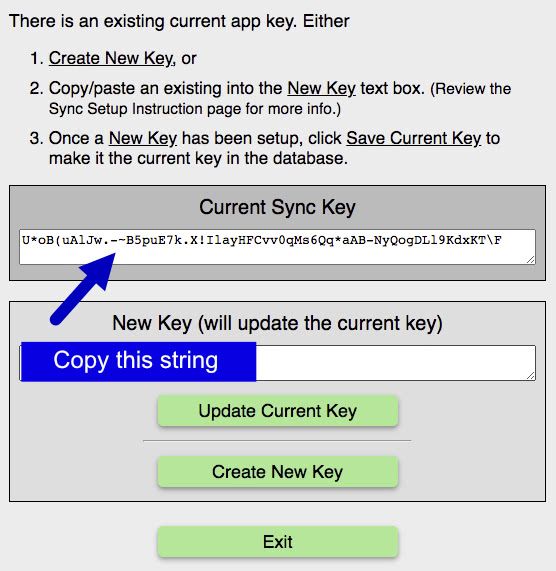 There is an existing current app key. Either
1. Create New Key, or
2. Copy/paste an existing into the New Key text box. (Review the
Sync Setup Instruction page for more info.)
3. Once a New Key has been setup, click Save Current Key to
make it the current key in the database.
Current Sync Key
U*oB(uAlJw.-~B5puE7k.X!IlayHFCvv0qMs6Qq*aAB-NyQogDLl9KdxKT\F
New Key (will update the current key)
Copy this string
Update Current Key
Create New Key
Exit